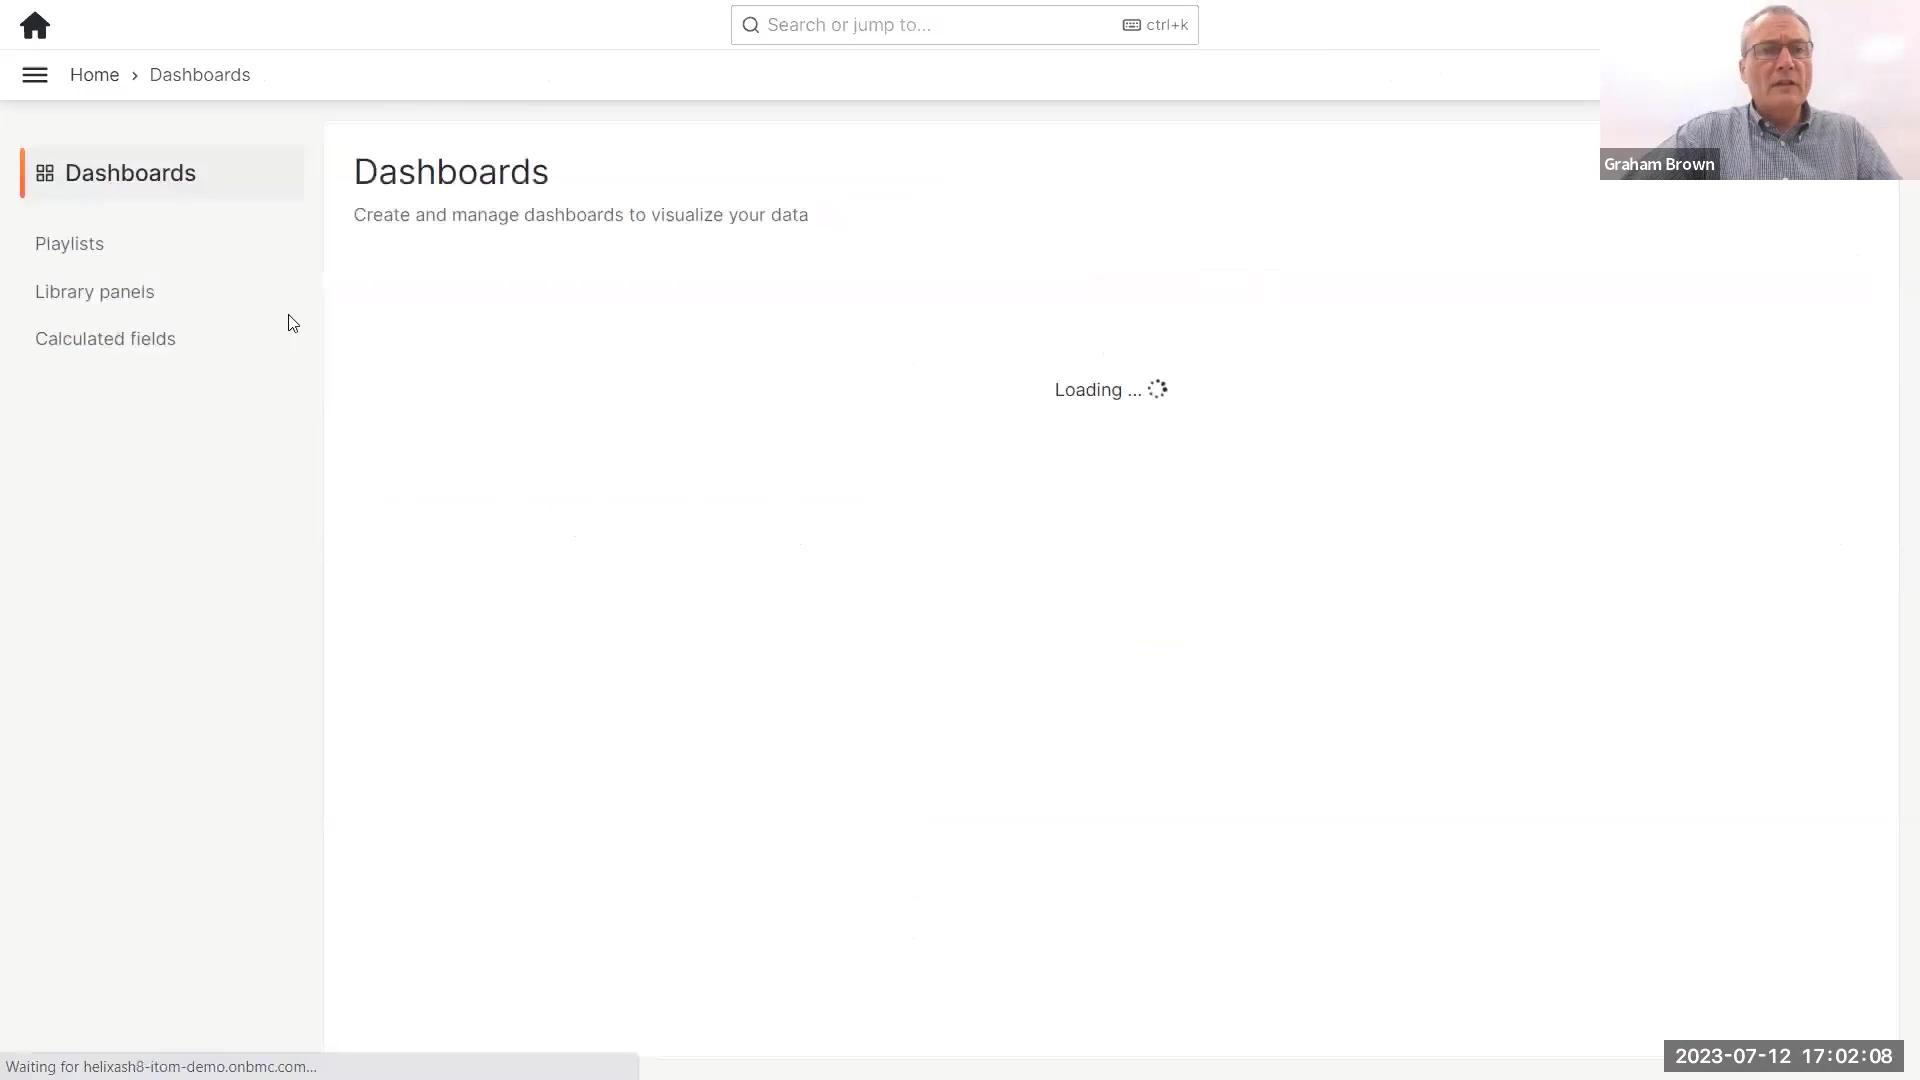 Search or jump to...
ctrl+k
Home › Dashboards
Graham Brown
Dashboards
Playlists
Library panels
Calculated fields
Dashboards
Create and manage dashboards to visualize your data
Loading ...
Waiting for helixash8-itom-demo.onbmc.com...
2023-07-12 17:02:08